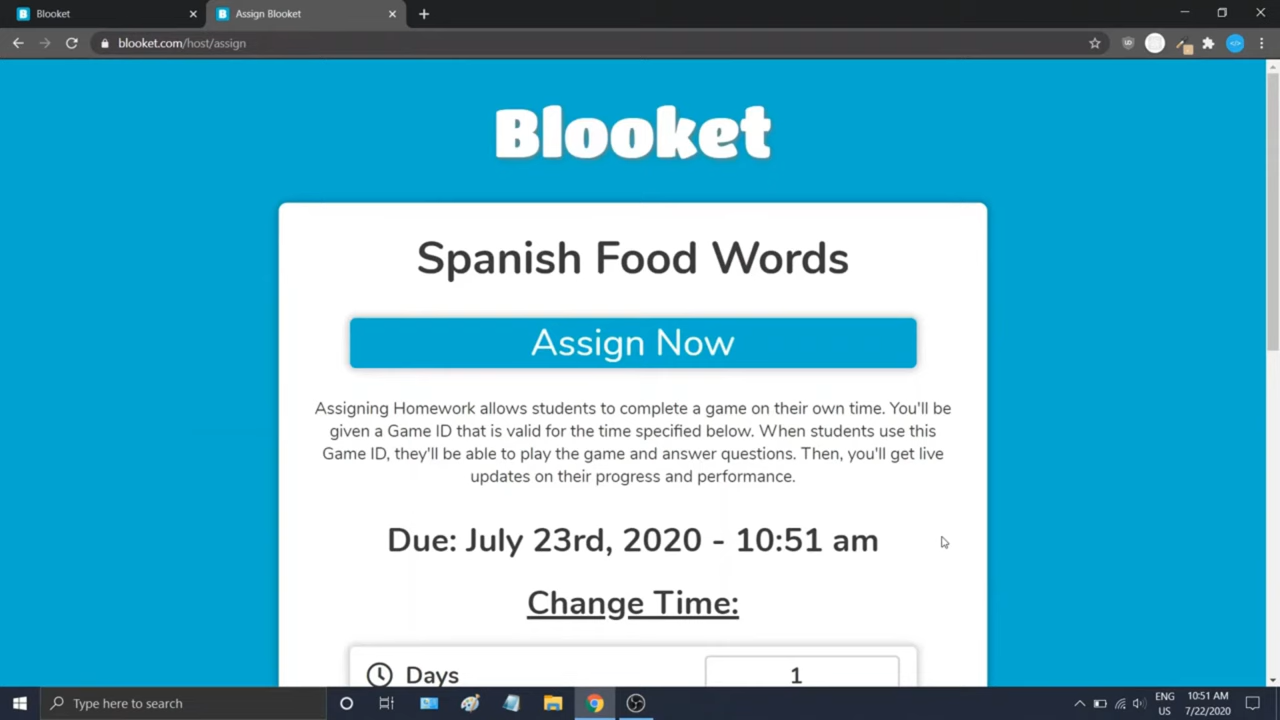 Blooket
Assign Blooket
blooket.com/host/assign
Blooket
Spanish Food Words
Assign Now
Assigning Homework allows students to complete a game on their own time. You'll be
given a Game ID that is valid for the time specified below. When students use this
Game ID, they'll be able to play the game and answer questions. Then, you'll get live
updates on their progress and performance.
Due: July 23rd, 2020 - 10:51 am
Change Time:
Days
1
Type here to search
ENG
US
10:51 AM
7/22/2020